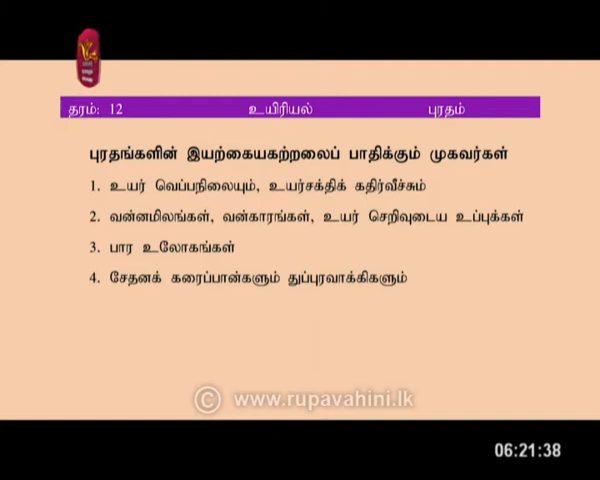 தரம்: 12 உயிரியல் புரதம்
புரதங்களின் இயற்கையகற்றலைப் பாதிக்கும் முகவர்கள்
1. உயர் வெப்பநிலையும், உயர்சக்திக் கதிர்வீச்சும்
2. வன்னமிலங்கள், வன்காரங்கள், உயர் செறிவுடைய உப்புக்கள்
3. பார உலோகங்கள்
4. சேதனக் கரைப்பான்களும் துப்புரவாக்கிகளும்
© www.rupavahini.lk
06:21:38